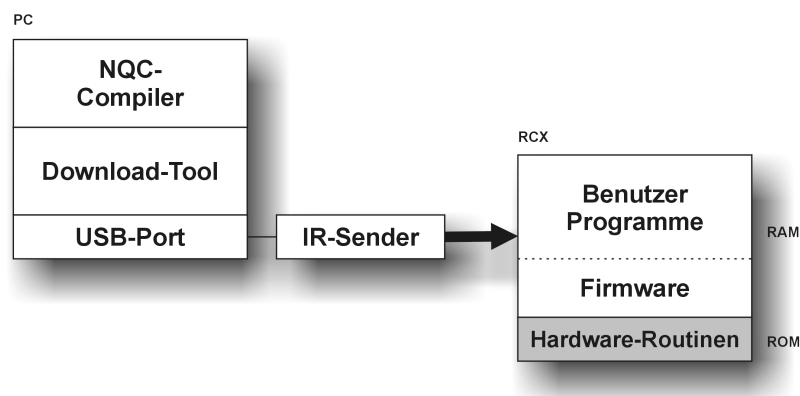 PC
NQC-
Compiler
Download-Tool
USB-Port
IR-Sender
RCX
Benutzer
Programme
RAM
Firmware
Hardware-Routinen
ROM